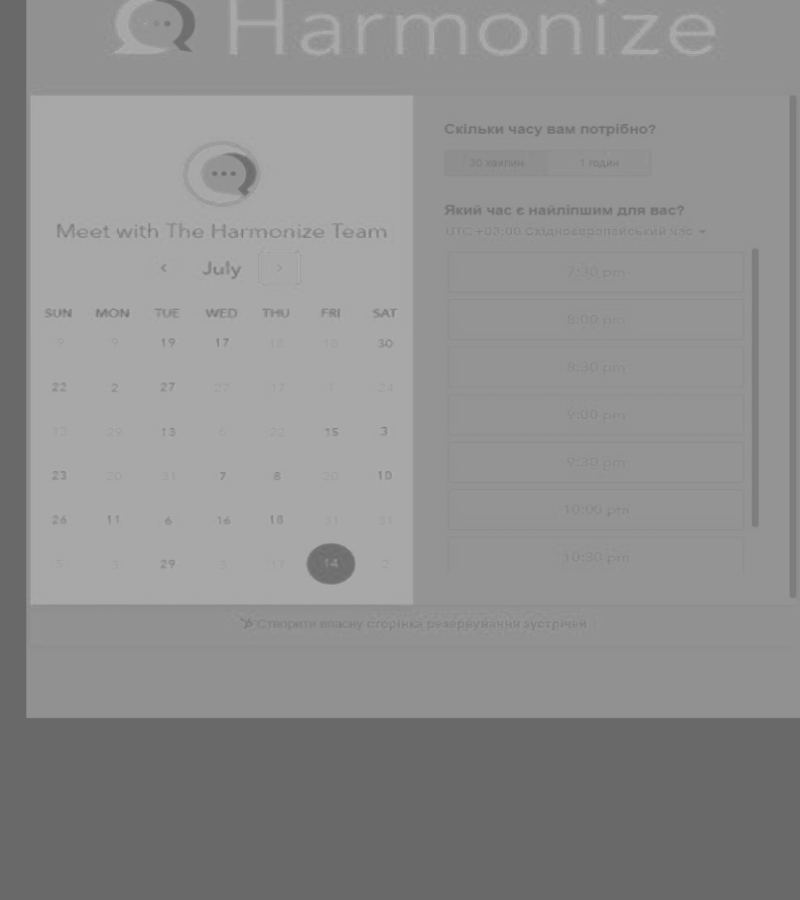 Harmonize
Meet with The Harmonize Team
July
SUN MON TUE WED THU FRI SAT
9 9 19 17 18 18 30
22 2 27 27 17 1 24
13 29 13 6 22 15 3
23 20 31 7 8 20 10
26 11 6 16 18 31 31
5 3 29 5 17 14 2
Скільки часу вам потрібно?
30 хвилин 1 годин
Який час є найліпшим для вас?
UTC +03:00 Східноєвропейський час
7:30 pm
8:00 pm
8:30 pm
9:00 pm
9:30 pm
10:00 pm
10:30 pm
Створити власну сторінка резервування зустрічей